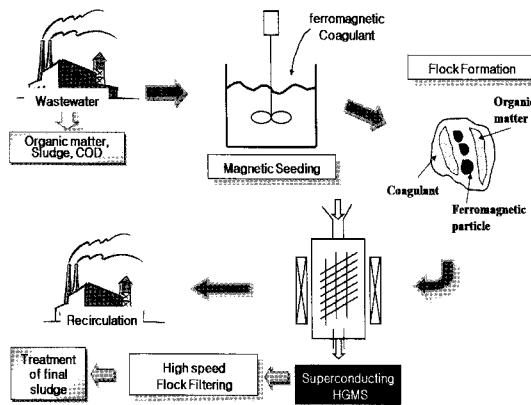 ferromagnetic
Coagulant
Flock Formation
Wastewater
Organic matter,
Sludge, COD
Magnetic Seeding
Organic
matter
Coagulant
Ferromagnetic
particle
Recirculation
Treatment
of final
sludge
High speed
Flock Filtering
Superconducting
HGMS